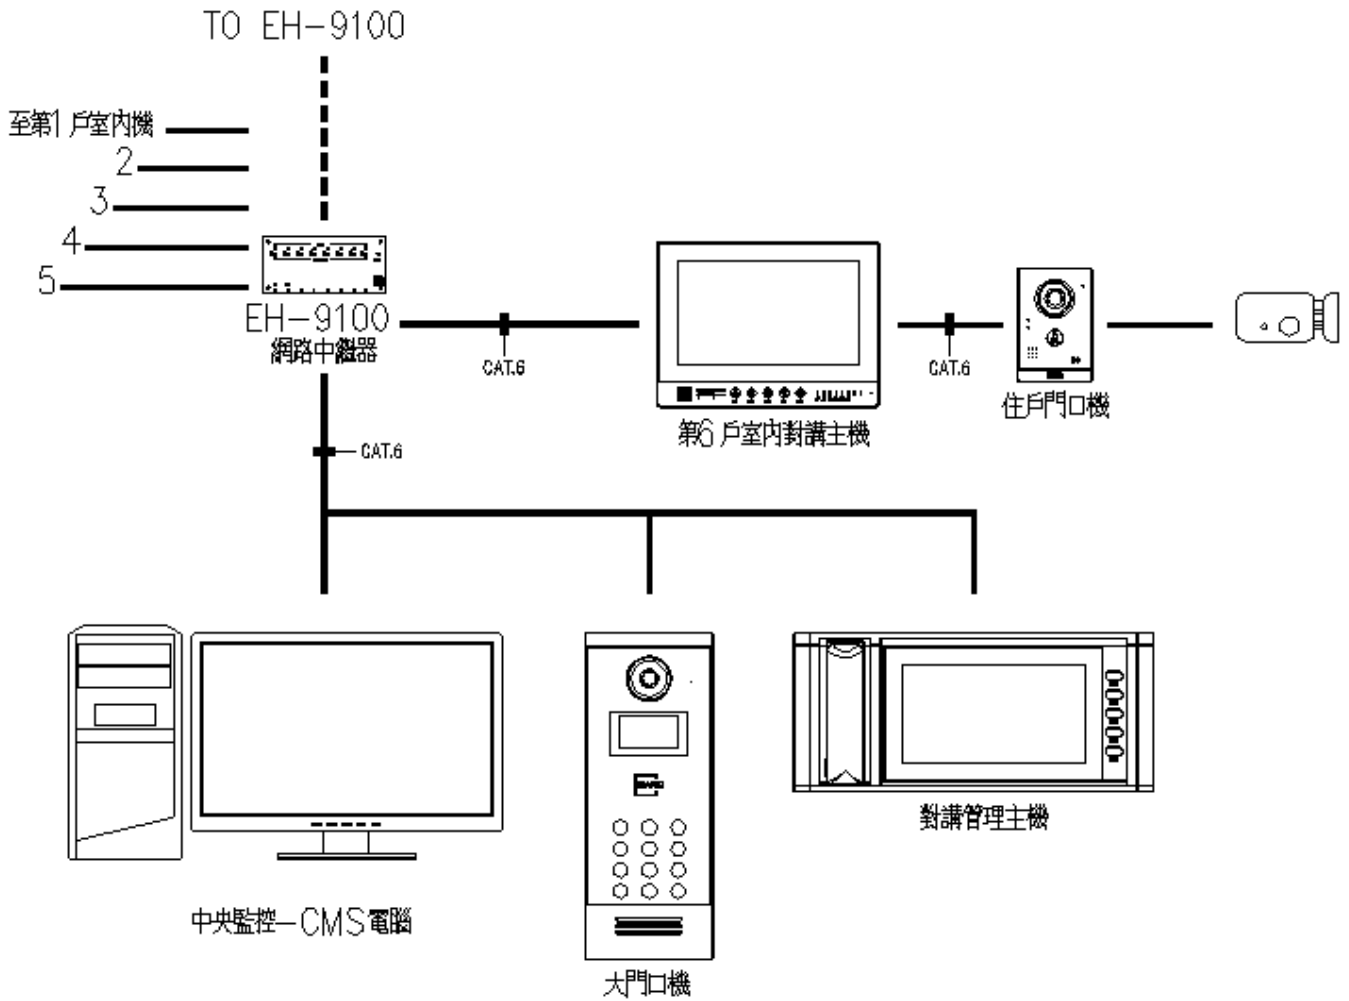 TO EH-9100
至第1戶室內機
2
3
4
5
EH-9100
網路中繼器
CAT.6
第6戶室內對講主機
CAT.6
住戶門口機
CAT.6
中央監控-CMS電腦
大門口機
對講管理主機